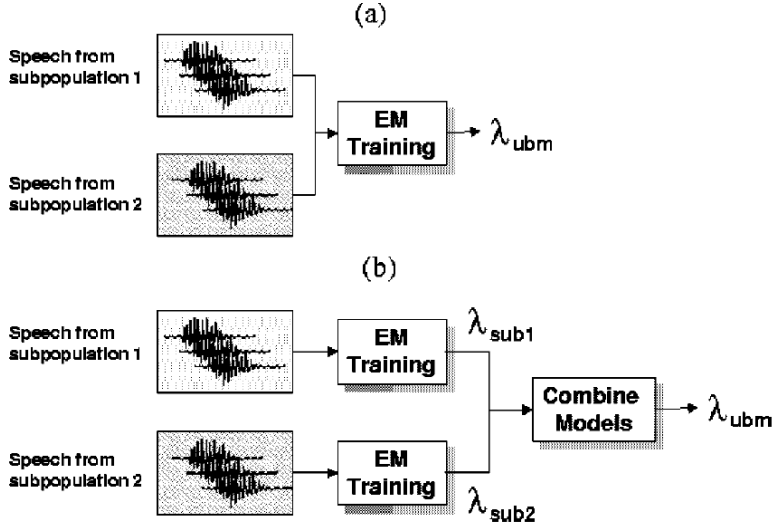 (a)
Speech from
subpopulation 1
EM
Training
λubm
Speech from
subpopulation 2
(b)
Speech from
subpopulation 1
EM
Training
λsub1
Combine
Models
λubm
Speech from
subpopulation 2
EM
Training
λsub2